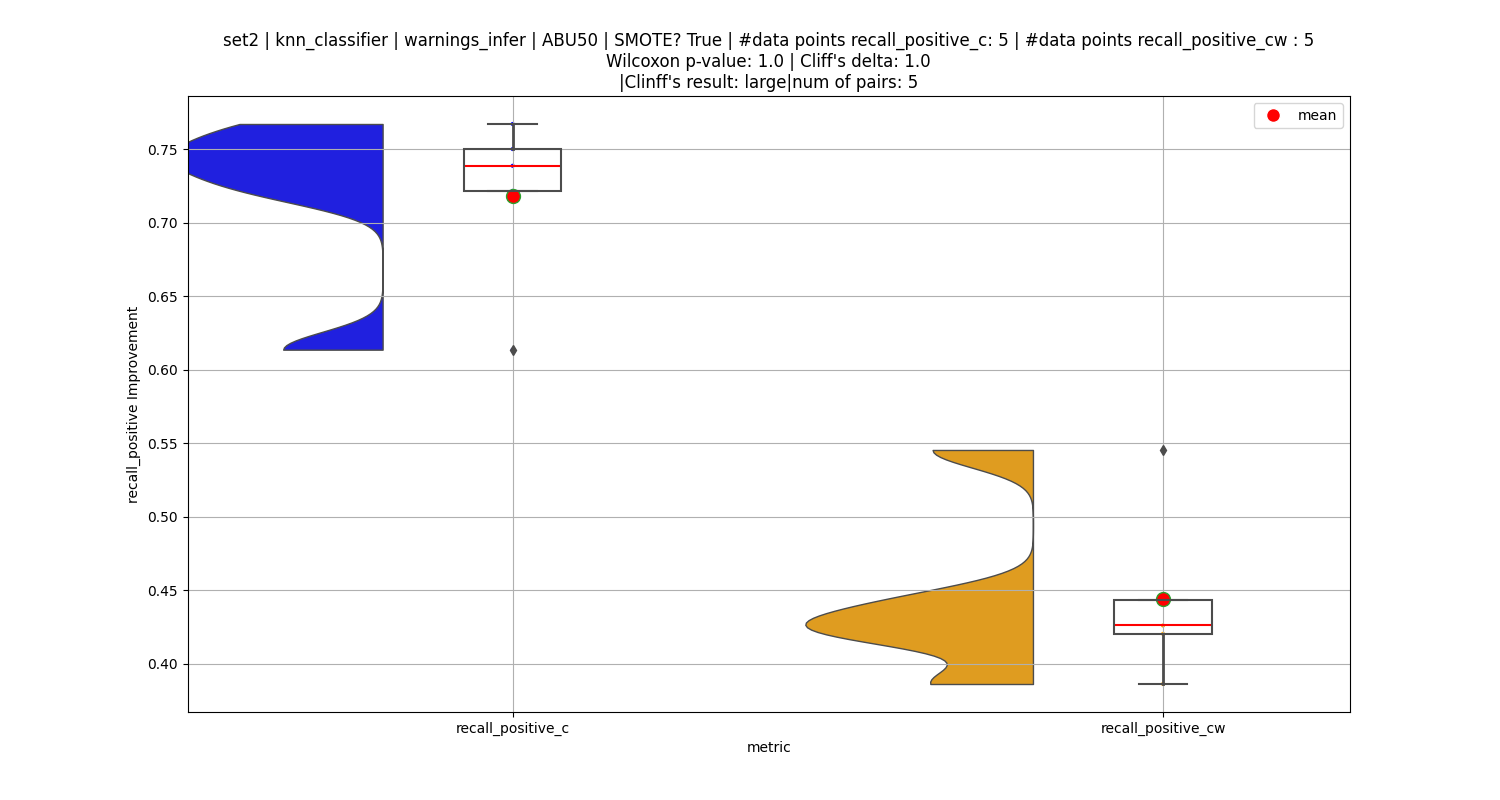 set2 | knn_classifier | warnings_infer | ABU50 | SMOTE? True | #data points recall_positive_c: 5 | #data points recall_positive_cw : 5
Wilcoxon p-value: 1.0 | Cliff's delta: 1.0
|Clinff's result: large|num of pairs: 5
mean
0.75
0.70
0.65
0.60
0.55
0.50
0.45
0.40
recall_positive Improvement
recall_positive_c
recall_positive_cw
metric